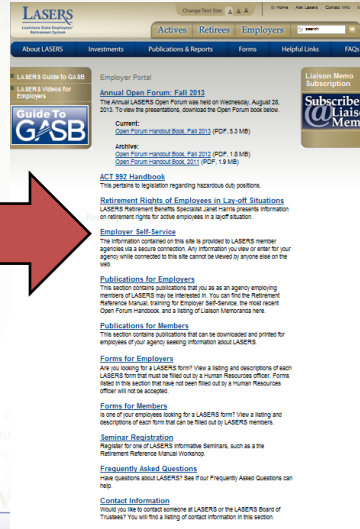 LASERS
Louisiana State Employees'
Retirement System
Change Text Size A A A
Home Ask Lasers Contact Info
Actives Retirees Employers
search
About LASERS Investments Publications & Reports Forms Helpful Links FAQs
LASERS Guide to GASB
LASERS Videos for
Employers
Guide To
GASB
Employer Portal
Annual Open Forum: Fall 2013
The Annual LASERS Open Forum was held on Wednesday, August 28,
2013. To view the presentations, download the Open Forum book below.
Current:
Open Forum Handout Book, Fall 2013 (PDF, 5.3 MB)
Archive:
Open Forum Handout Book, Fall 2012 (PDF, 1.8 MB)
Open Forum Handout Book, 2011 (PDF, 1.9 MB)
ACT 992 Handbook
This pertains to legislation regarding hazardous duty positions.
Retirement Rights of Employees in Lay-off Situations
LASERS Retirement Benefits Specialist Janet Harris presents information
on retirement rights for active employees in a layoff situation.
Employer Self-Service
The information contained on this site is provided to LASERS member
agencies via a secure connection. Any information you view or enter for your
agency while connected to this site cannot be viewed by anyone else on the
web.
Publications for Employers
This section contains publications that you as as an agency employing
members of LASERS may be interested in. You can find the Retirement
Reference Manual, training for Employer Self-Service, the most recent
Open Forum Handbook, and a listing of Liaison Memoranda here.
Publications for Members
This section contains publications that can be downloaded and printed for
employees of your agency seeking information about LASERS.
Forms for Employers
Are you looking for a LASERS form? View a listing and descriptions of each
LASERS form that must be filled out by a Human Resources officer. Forms
listed in this section that have not been filled out by a Human Resources
officer will not be accepted.
Forms for Members
Is one of your employees looking for a LASERS form? View a listing and
descriptions of each form that can be filled out by LASERS members.
Seminar Registration
Register for one of LASERS informative Seminars, such as a the
Retirement Reference Manual Workshop.
Frequently Asked Questions
Have questions about LASERS? See if our Frequently Asked Questions can
help.
Contact Information
Would you like to contact someone at LASERS or the LASERS Board of
Trustees? You will find a listing of contact information in this section.
Liaison Memo
Subscription
Subscribe
@Liaison
Memo